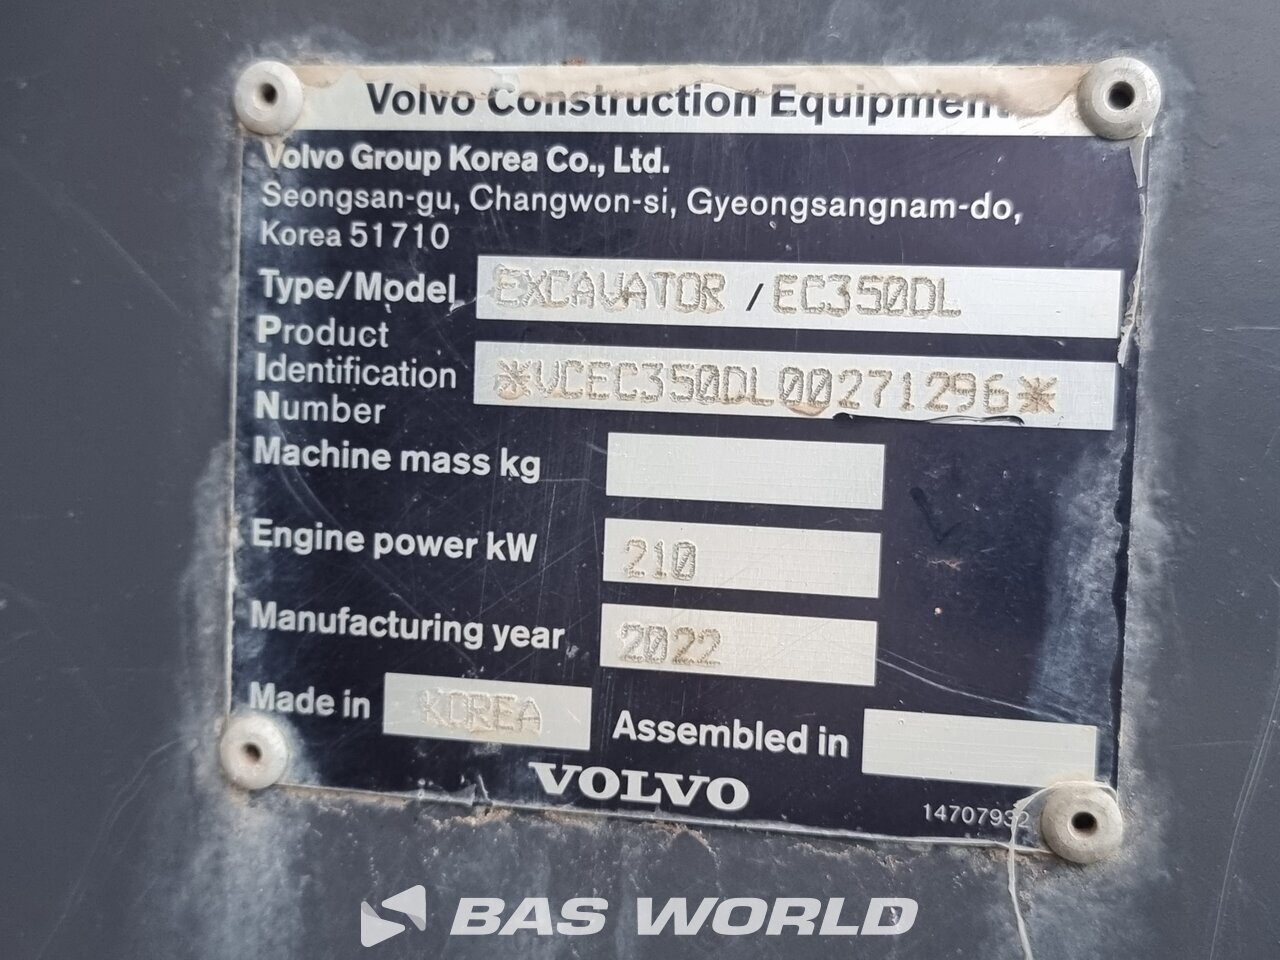 Volvo Construction Equipment
Volvo Group Korea Co., Ltd.
Seongsan-gu, Changwon-si, Gyeongsangnam-do,
Korea 51710
Type/Model EXCAVATOR / EC350DL
Product
Identification *VCEC350DL00271296*
Number
Machine mass kg
Engine power kW 210
Manufacturing year 2022
Made in KOREA Assembled in
VOLVO
14707932
BAS WORLD